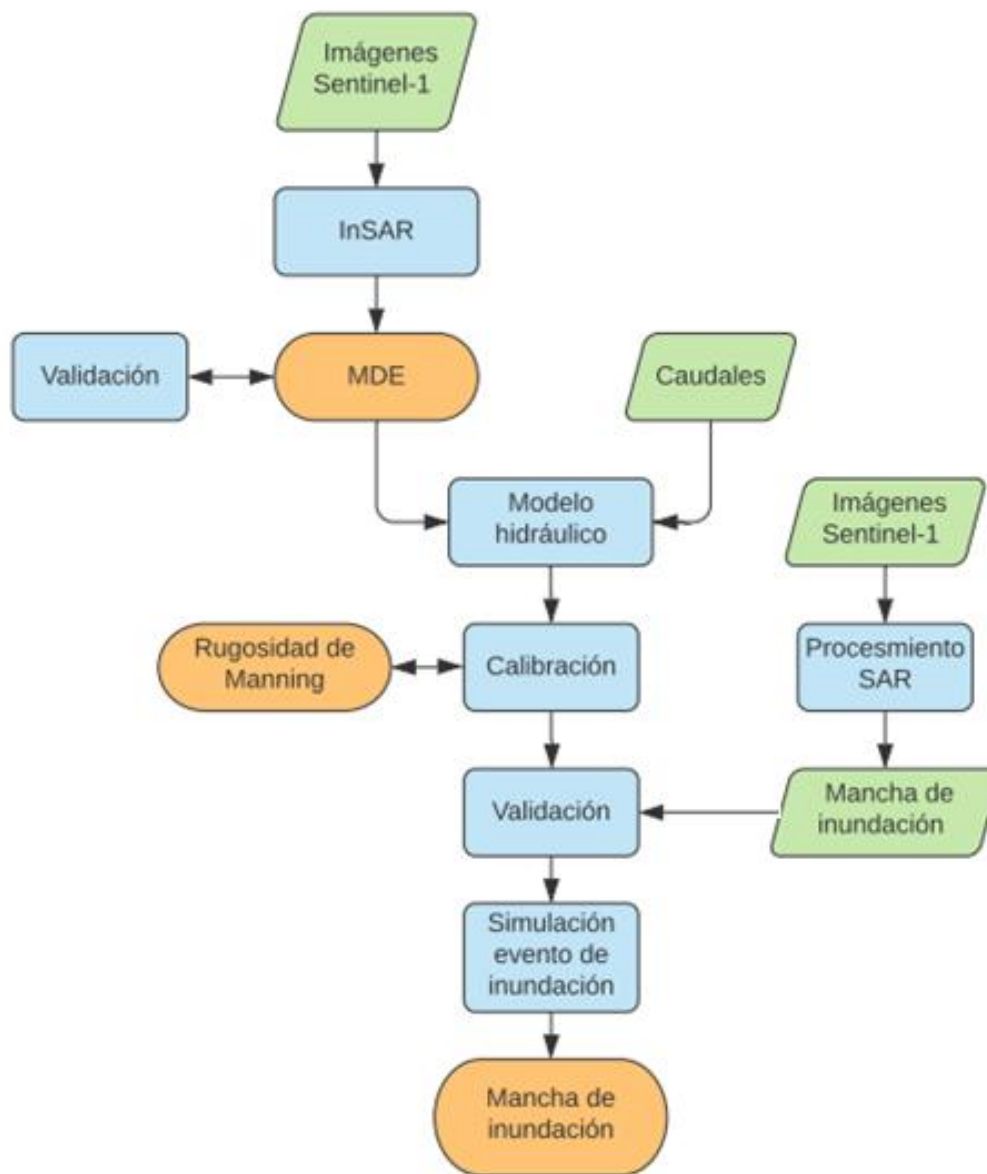 Imágenes
Sentinel-1
InSAR
Validación
MDE
Caudales
Modelo
hidráulico
Imágenes
Sentinel-1
Rugosidad de
Manning
Calibración
Procesmiento
SAR
Validación
Mancha de
inundación
Simulación
evento de
inundación
Mancha de
inundación